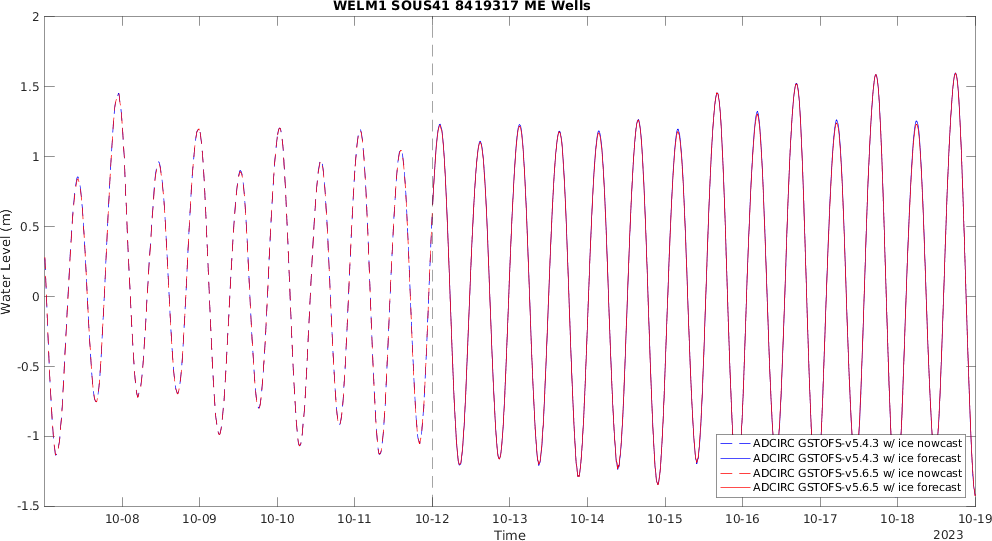 WELM1 SOUS41 8419317 ME Wells
2
1.5
1
0.5
0
-0.5
-1
-1.5
Water Level (m)
ADCIRC GSTOFS-v5.4.3 w/ ice nowcast
ADCIRC GSTOFS-v5.4.3 w/ ice forecast
ADCIRC GSTOFS-v5.6.5 w/ ice nowcast
ADCIRC GSTOFS-v5.6.5 w/ ice forecast
10-08 10-09 10-10 10-11 10-12 10-13 10-14 10-15 10-16 10-17 10-18 10-19
Time
2023